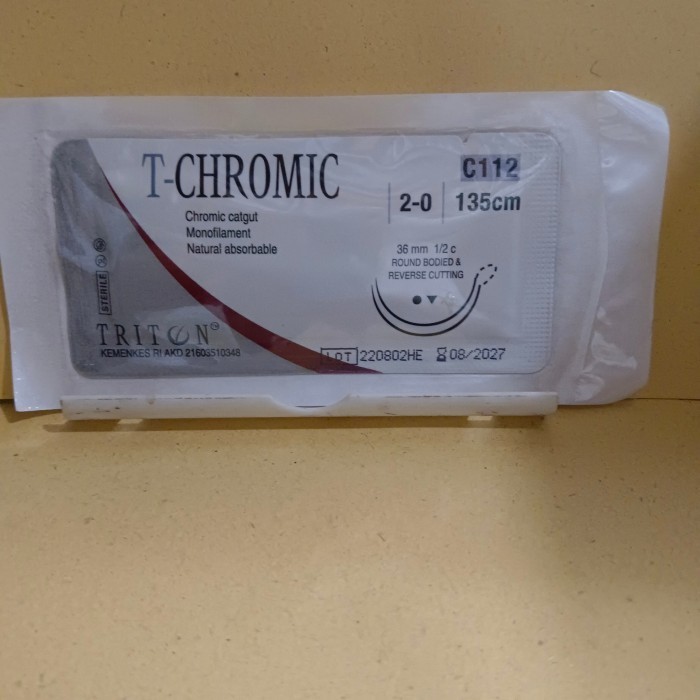 T-CHROMIC
C112
2-0 135cm
Chromic catgut
Monofilament
Natural absorbable
36 mm 1/2 c
ROUND BODIED &
REVERSE CUTTING
STERILE
TRITON
KEMENKES RI AKD 21603510348
LOT 220802HE 08/2027